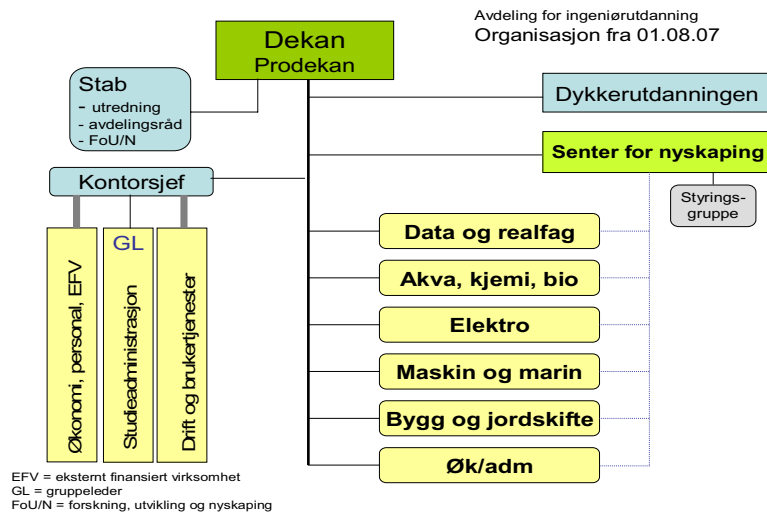 Avdeling for ingeniørutdanning
Organisasjon fra 01.08.07
Dekan
Prodekan
Stab
- utredning
- avdelingsråd
- FoU/N
Dykkerutdanningen
Senter for nyskaping
Styrings-
gruppe
Kontorsjef
GL
Økonomi, personal, EFV
Studieadministrasjon
Drift og brukertjenester
Data og realfag
Akva, kjemi, bio
Elektro
Maskin og marin
Bygg og jordskifte
Øk/adm
EFV = eksternt finansiert virksomhet
GL = gruppeleder
FoU/N = forskning, utvikling og nyskaping